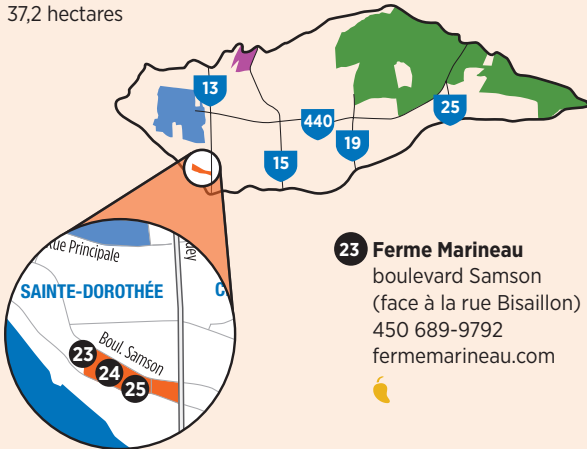 37,2 hectares
13
440
25
19
15
Rue Principale
SAINTE-DOROTHÉE
Boul. Samson
23
24
25
23 Ferme Marineau
boulevard Samson
(face à la rue Bisaillon)
450 689-9792
fermemarineau.com